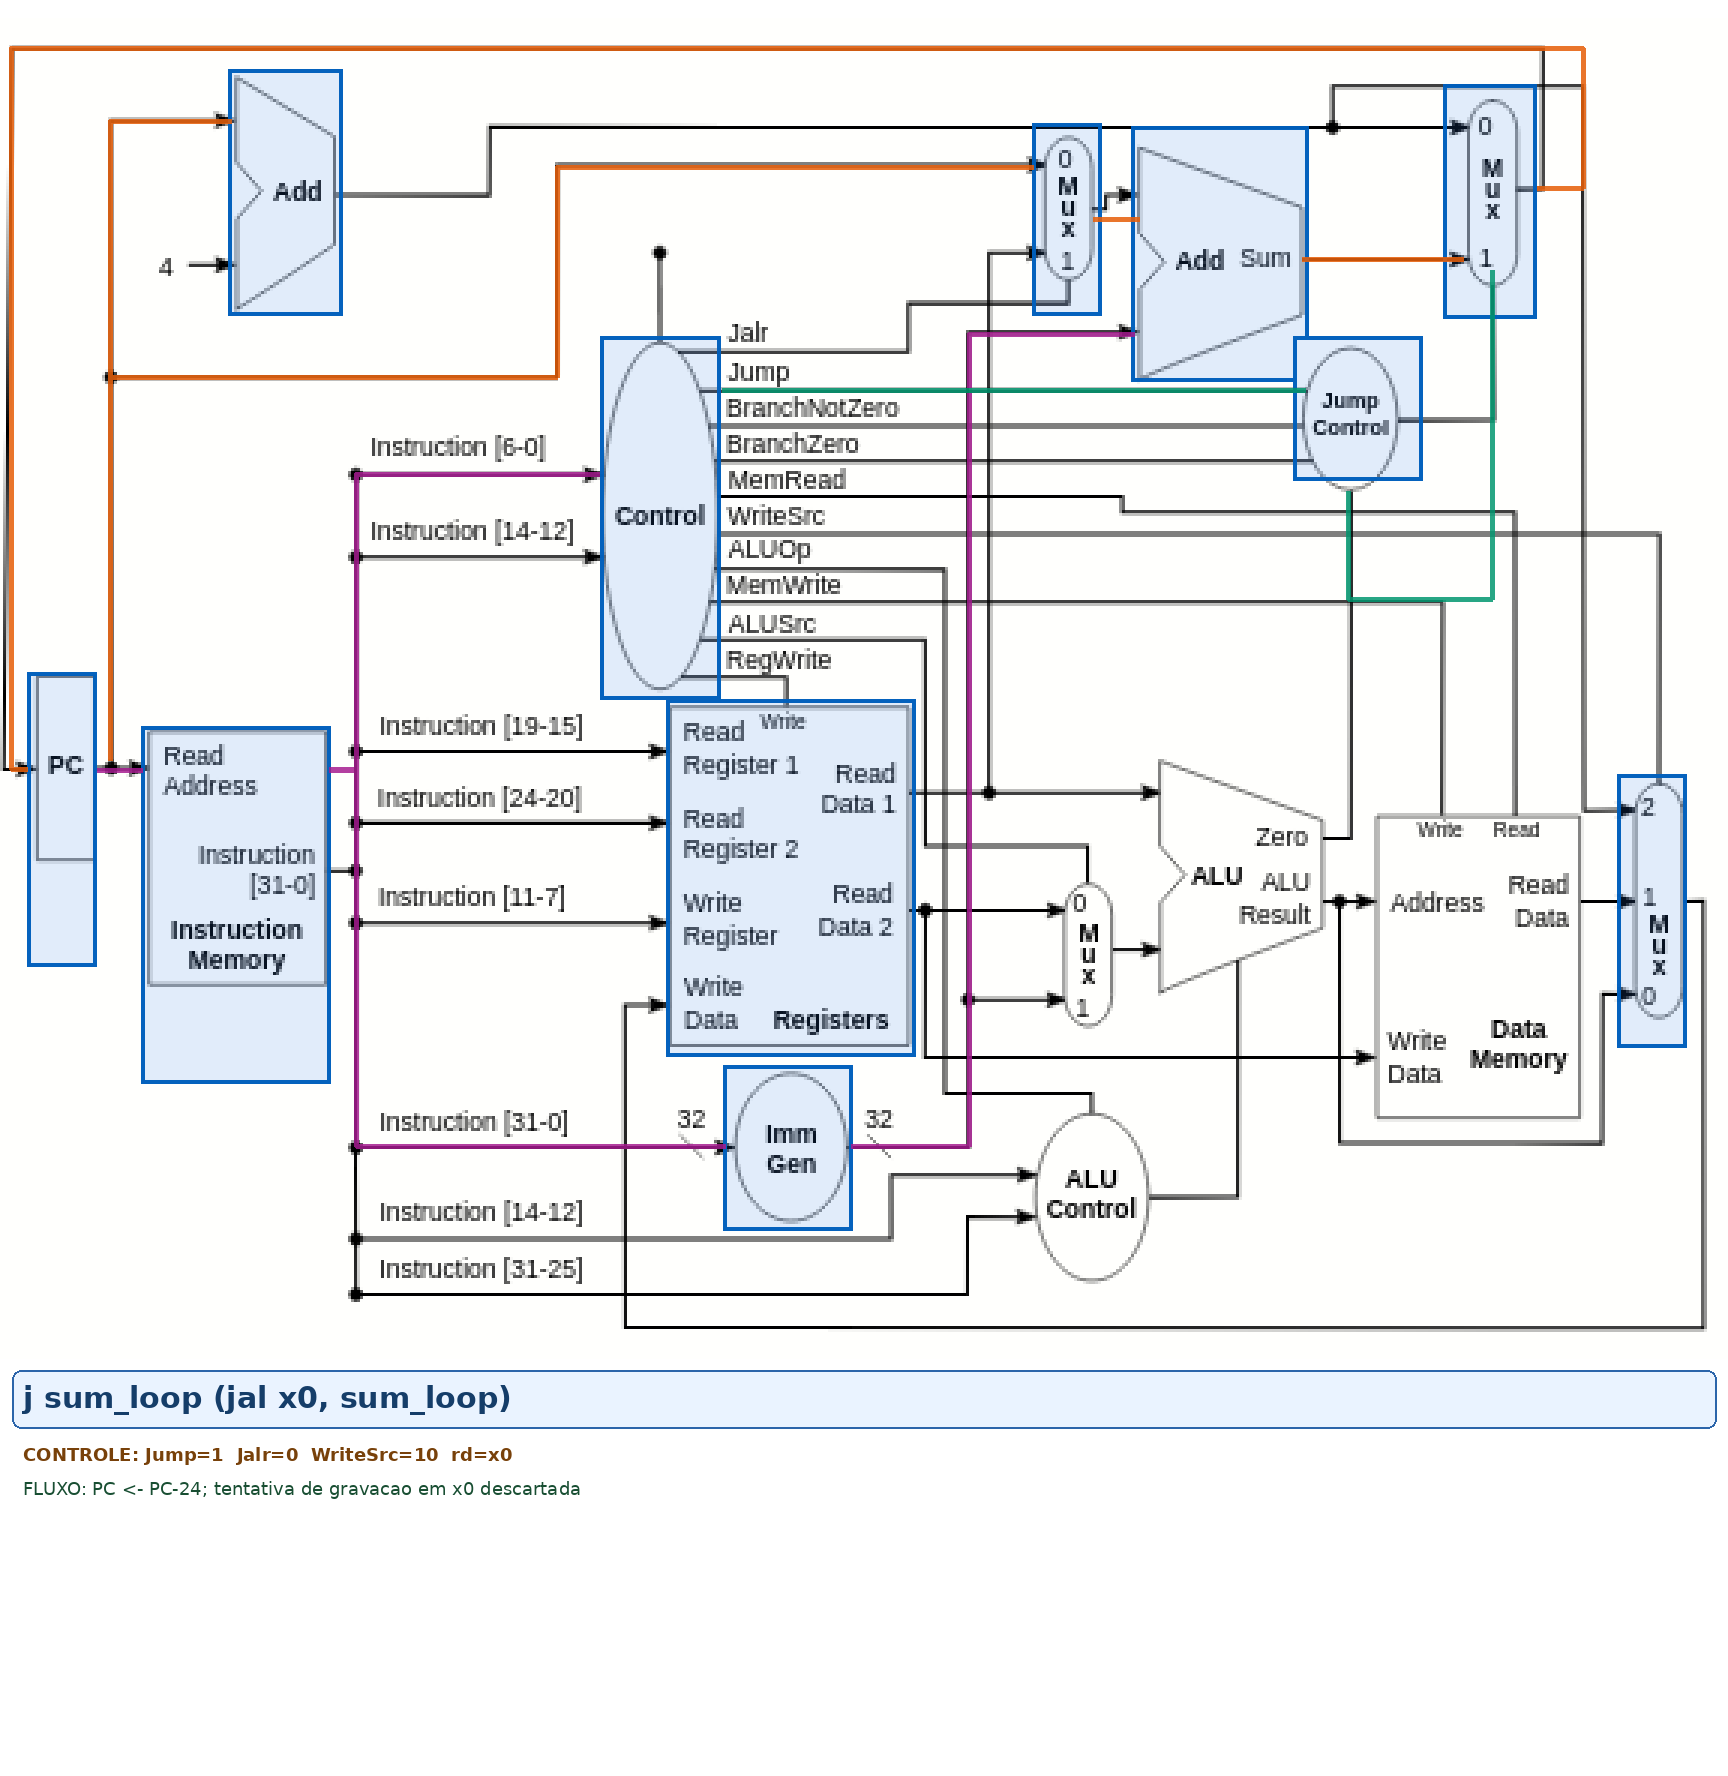 Add
4
0
M
u
x
1
Add Sum
0
M
u
x
1
Jalr
Jump
BranchNotZero
BranchZero
MemRead
WriteSrc
ALUOp
MemWrite
ALUSrc
RegWrite
Control
Jump
Control
Instruction [6-0]
Instruction [14-12]
PC
Read
Address
Instruction
[31-0]
Instruction
Memory
Instruction [19-15]
Instruction [24-20]
Instruction [11-7]
Write
Read
Register 1
Read
Data 1
Read
Register 2
Write
Register
Read
Data 2
Write
Data
Registers
0
M
u
x
1
Zero
ALU
ALU
Result
Write Read
Address
Read
Data
Write
Data
Data
Memory
2
1
M
u
x
0
Instruction [31-0]
32
Imm
Gen
32
Instruction [14-12]
Instruction [31-25]
ALU
Control
j sum_loop (jal x0, sum_loop)
CONTROLE: Jump=1 Jalr=0 WriteSrc=10 rd=x0
FLUXO: PC <- PC-24; tentativa de gravacao em x0 descartada